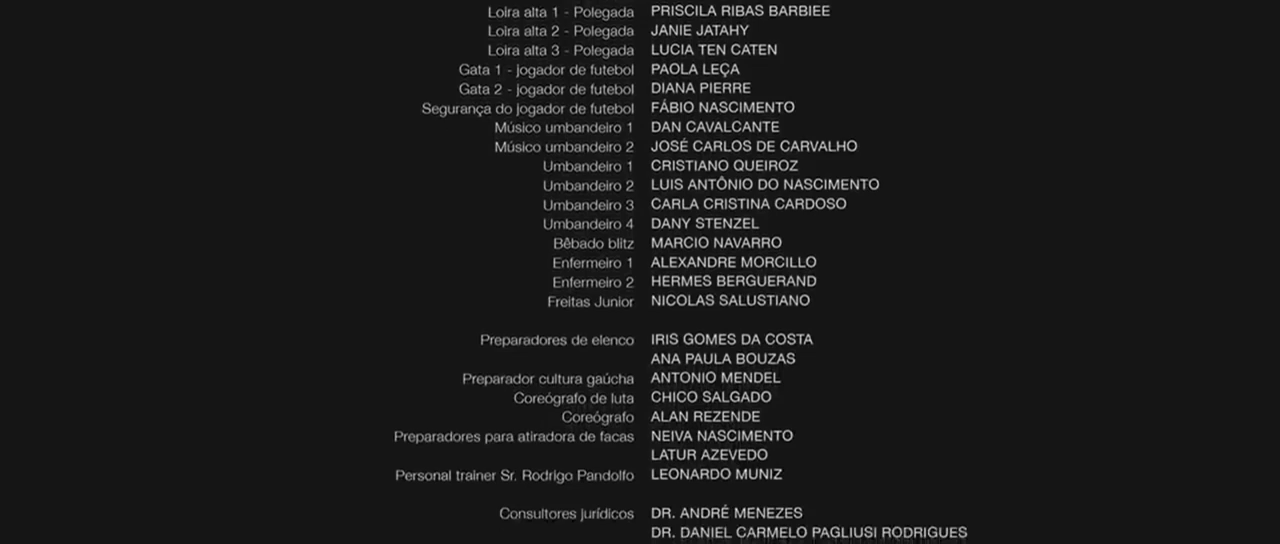 Loira alta 1 - Polegada PRISCILA RIBAS BARBIEE
Loira alta 2 - Polegada JANIE JATAHY
Loira alta 3 - Polegada LUCIA TEN CATEN
Gata 1 - jogador de futebol PAOLA LEÇA
Gata 2 - jogador de futebol DIANA PIERRE
Segurança do jogador de futebol FÁBIO NASCIMENTO
Músico umbandeiro 1 DAN CAVALCANTE
Músico umbandeiro 2 JOSÉ CARLOS DE CARVALHO
Umbandeiro 1 CRISTIANO QUEIROZ
Umbandeiro 2 LUIS ANTÔNIO DO NASCIMENTO
Umbandeiro 3 CARLA CRISTINA CARDOSO
Umbandeiro 4 DANY STENZEL
Bêbado blitz MARCIO NAVARRO
Enfermeiro 1 ALEXANDRE MORCILLO
Enfermeiro 2 HERMES BERGUERAND
Freitas Junior NICOLAS SALUSTIANO
Preparadores de elenco IRIS GOMES DA COSTA
ANA PAULA BOUZAS
Preparador cultura gaúcha ANTONIO MENDEL
Coreógrafo de luta CHICO SALGADO
Coreógrafo ALAN REZENDE
Preparadores para atiradora de facas NEIVA NASCIMENTO
LATUR AZEVEDO
Personal trainer Sr. Rodrigo Pandolfo LEONARDO MUNIZ
Consultores jurídicos DR. ANDRÉ MENEZES
DR. DANIEL CARMELO PAGLIUSI RODRIGUES